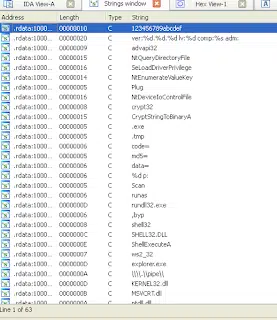 IDA View-A Strings window Hex View-1
Address Length Type String
.rdata:1000... 00000010 C 123456789abcdef
.rdata:1000... 00000020 C ver:%d.%d.%d lv:%d comp:%s adm:
.rdata:1000... 00000009 C advapi32
.rdata:1000... 00000015 C NtQueryDirectoryFile
.rdata:1000... 00000016 C SeLoadDriverPrivilege
.rdata:1000... 00000014 C NtEnumerateValueKey
.rdata:1000... 00000005 C Plug
.rdata:1000... 00000016 C NtDeviceIoControlFile
.rdata:1000... 00000008 C crypt32
.rdata:1000... 00000015 C CryptStringToBinaryA
.rdata:1000... 00000005 C .exe
.rdata:1000... 00000005 C .tmp
.rdata:1000... 00000006 C code=
.rdata:1000... 00000005 C md5=
.rdata:1000... 00000006 C data=
.rdata:1000... 00000006 C %d p:
.rdata:1000... 00000005 C Scan
.rdata:1000... 00000006 C runas
.rdata:1000... 0000000D C rundll32.exe
.rdata:1000... 00000006 C ,byp
.rdata:1000... 00000008 C shell32
.rdata:1000... 0000000C C SHELL32.DLL
.rdata:1000... 0000000E C ShellExecuteA
.rdata:1000... 00000007 C ws2_32
.rdata:1000... 0000000D C explorer.exe
.rdata:1000... 0000000A C \\\\.\\pipe\\
.rdata:1000... 0000000D C KERNEL32.dll
.rdata:1000... 0000000B C MSVCRT.dll
.rdata:1000... 0000000A C ntdll.dll
Line 1 of 63